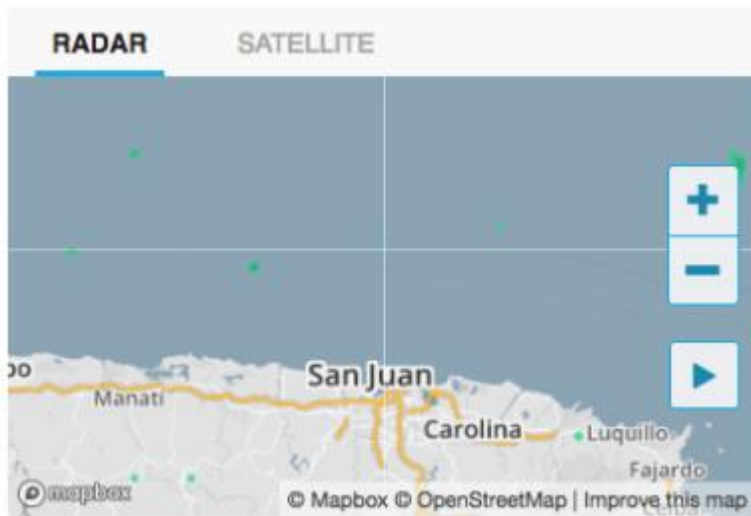 RADAR SATELLITE
San Juan
Manati
Carolina
Luquillo
Fajardo
mapbox
© Mapbox © OpenStreetMap | Improve this map